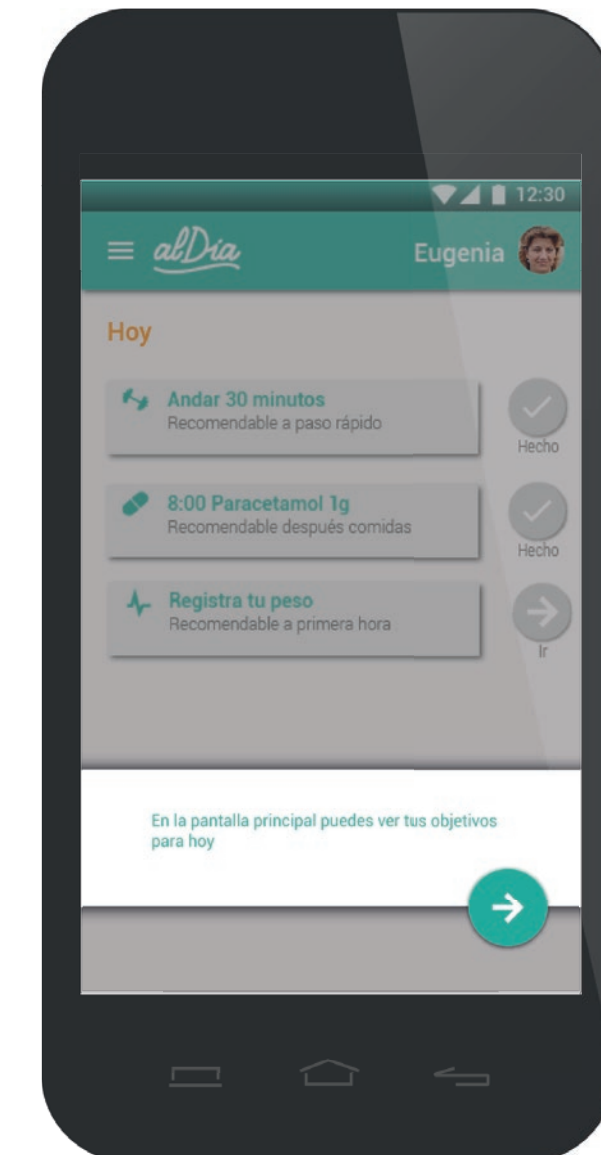 12:30
alDía
Eugenia
Hoy
Andar 30 minutos
Recomendable a paso rápido
Hecho
8:00 Paracetamol 1g
Recomendable después comidas
Hecho
Registra tu peso
Recomendable a primera hora
Ir
En la pantalla principal puedes ver tus objetivos
para hoy